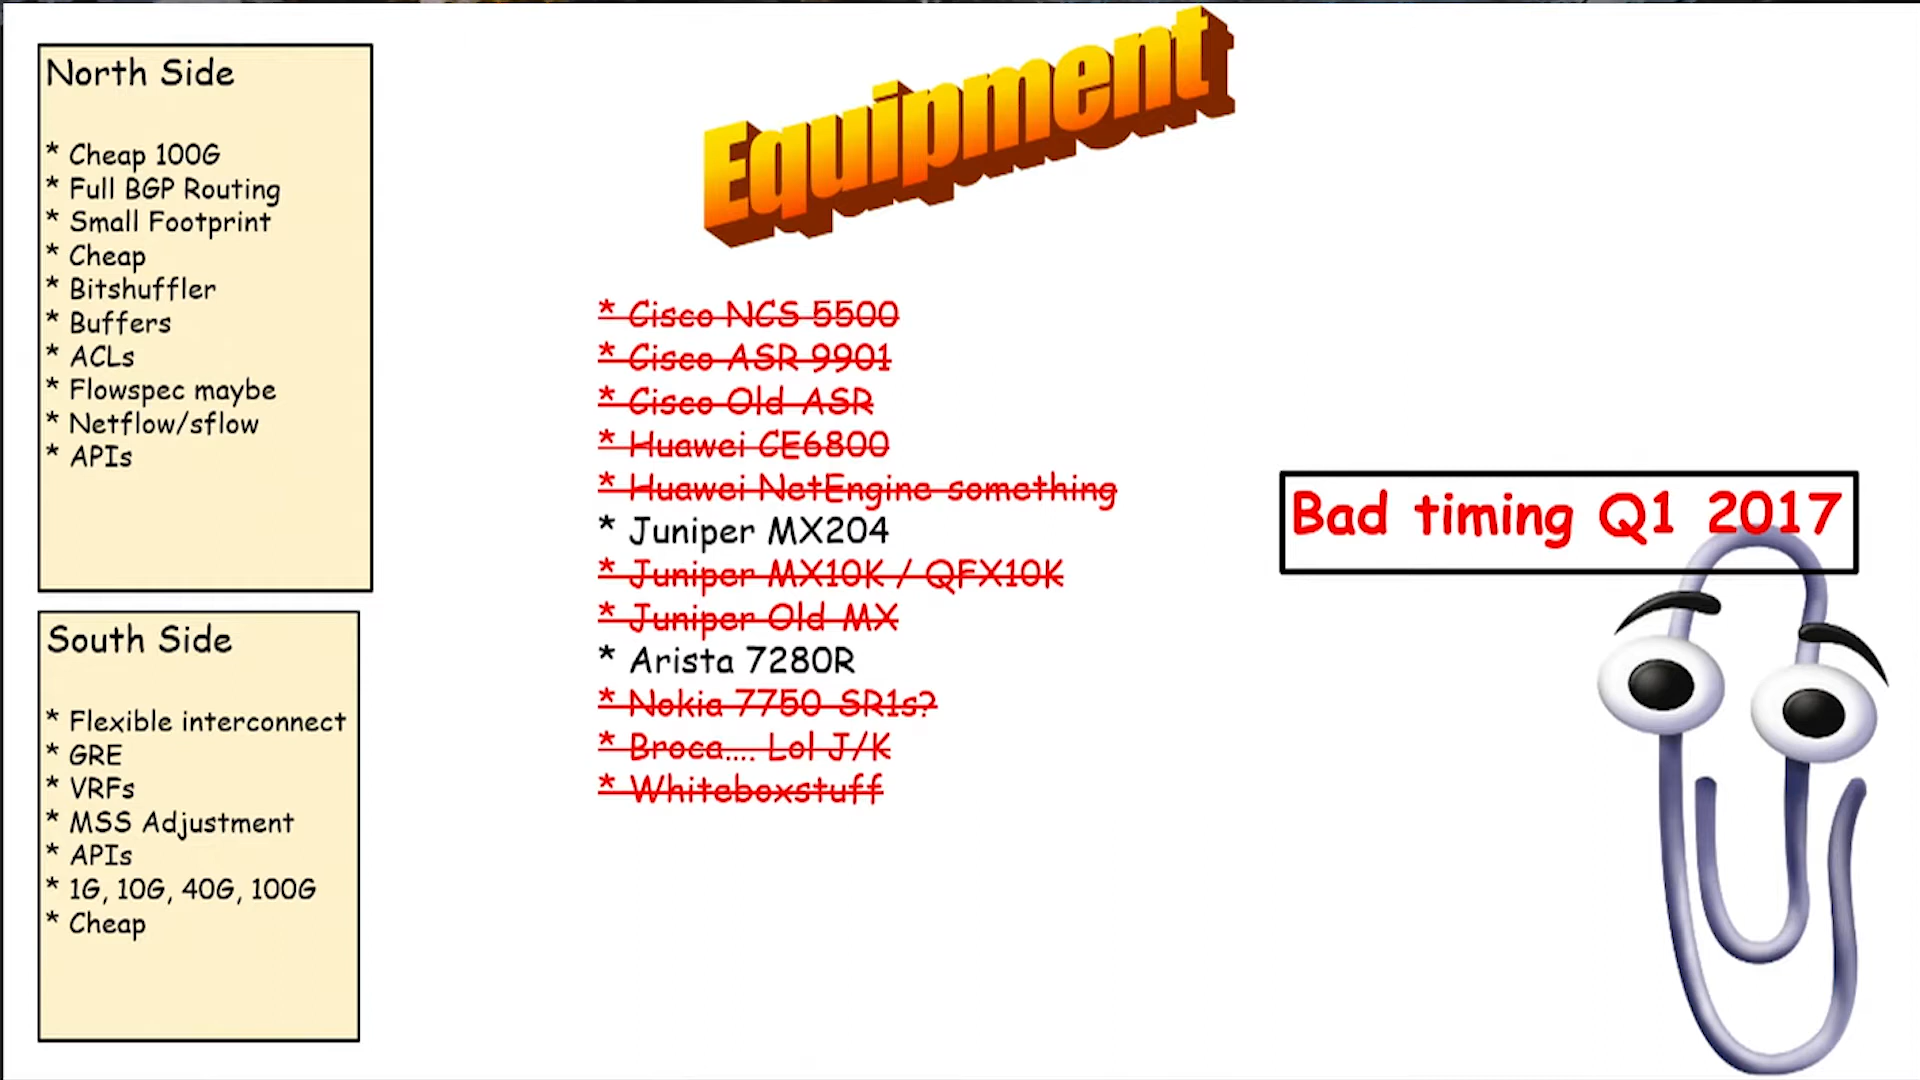 Equipment
North Side
* Cheap 100G
* Full BGP Routing
* Small Footprint
* Cheap
* Bitshuffler
* Buffers
* ACLs
* Flowspec maybe
* Netflow/sflow
* APIs
South Side
* Flexible interconnect
* GRE
* VRFs
* MSS Adjustment
* APIs
* 1G, 10G, 40G, 100G
* Cheap
* Cisco NCS 5500
* Cisco ASR 9901
* Cisco Old ASR
* Huawei CE6800
* Huawei NetEngine something
* Juniper MX204
* Juniper MX10K / QFX10K
* Juniper Old MX
* Arista 7280R
* Nokia 7750 SR1s?
* Broca.... Lol J/K
* Whiteboxstuff
Bad timing Q1 2017